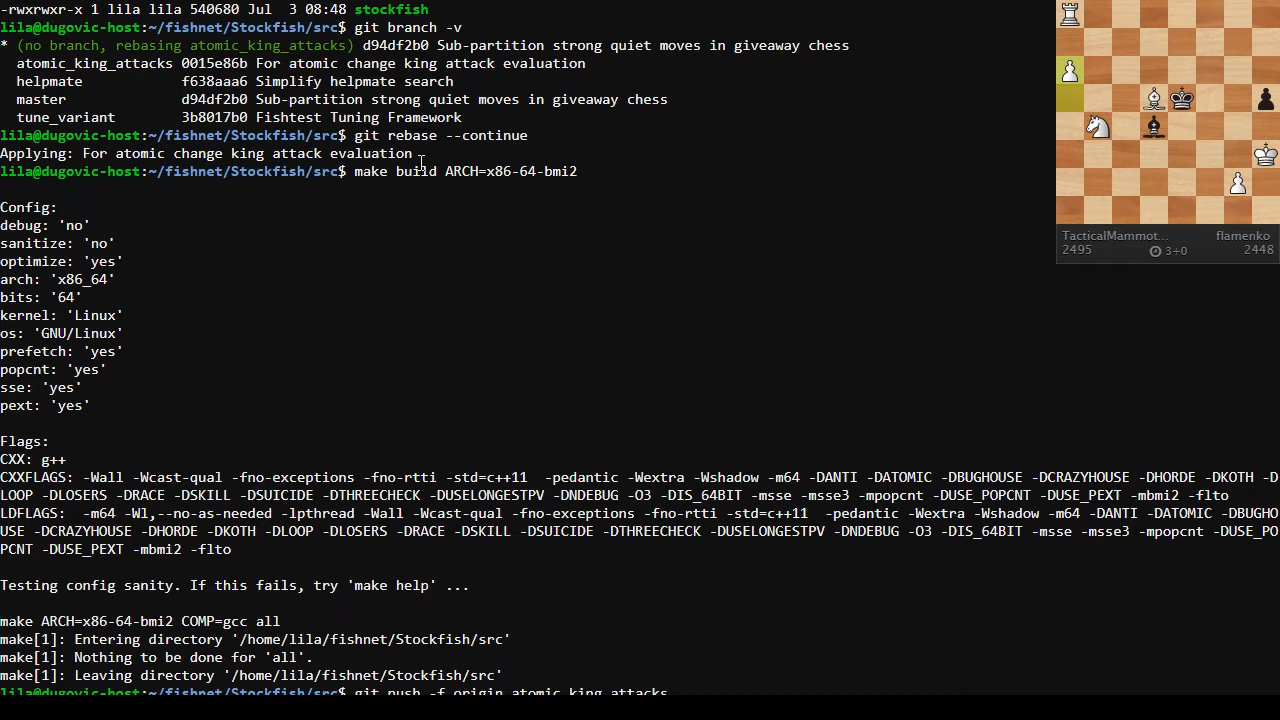 -rwxrwxr-x 1 lila lila 540680 Jul  3 08:48 stockfish
lila@dugovic-host:~/fishnet/Stockfish/src$ git branch -v
* (no branch, rebasing atomic_king_attacks) d94df2b0 Sub-partition strong quiet moves in giveaway chess
  atomic_king_attacks 0015e86b For atomic change king attack evaluation
  helpmate            f638aaa6 Simplify helpmate search
  master              d94df2b0 Sub-partition strong quiet moves in giveaway chess
  tune_variant        3b8017b0 Fishtest Tuning Framework
lila@dugovic-host:~/fishnet/Stockfish/src$ git rebase --continue
Applying: For atomic change king attack evaluation
lila@dugovic-host:~/fishnet/Stockfish/src$ make build ARCH=x86-64-bmi2
Config:
debug: 'no'
sanitize: 'no'
optimize: 'yes'
arch: 'x86_64'
bits: '64'
kernel: 'Linux'
os: 'GNU/Linux'
prefetch: 'yes'
popcnt: 'yes'
sse: 'yes'
pext: 'yes'
Flags:
CXX: g++
CXXFLAGS: -Wall -Wcast-qual -fno-exceptions -fno-rtti -std=c++11  -pedantic -Wextra -Wshadow -m64 -DANTI -DATOMIC -DBUGHOUSE -DCRAZYHOUSE -DHORDE -DKOTH -D
LOOP -DLOSERS -DRACE -DSKILL -DSUICIDE -DTHREECHECK -DUSELONGESTPV -DNDEBUG -O3 -DIS_64BIT -msse -msse3 -mpopcnt -DUSE_POPCNT -DUSE_PEXT -mbmi2 -flto
LDFLAGS:  -m64 -Wl,--no-as-needed -lpthread -Wall -Wcast-qual -fno-exceptions -fno-rtti -std=c++11  -pedantic -Wextra -Wshadow -m64 -DANTI -DATOMIC -DBUGHO
USE -DCRAZYHOUSE -DHORDE -DKOTH -DLOOP -DLOSERS -DRACE -DSKILL -DSUICIDE -DTHREECHECK -DUSELONGESTPV -DNDEBUG -O3 -DIS_64BIT -msse -msse3 -mpopcnt -DUSE_PO
PCNT -DUSE_PEXT -mbmi2 -flto
Testing config sanity. If this fails, try 'make help' ...
make ARCH=x86-64-bmi2 COMP=gcc all
make[1]: Entering directory '/home/lila/fishnet/Stockfish/src'
make[1]: Nothing to be done for 'all'.
make[1]: Leaving directory '/home/lila/fishnet/Stockfish/src'
lila@dugovic-host:~/fishnet/Stockfish/src$ git push -f origin atomic_king_attacks
TacticalMammot... flamenko
2495 3+0 2448